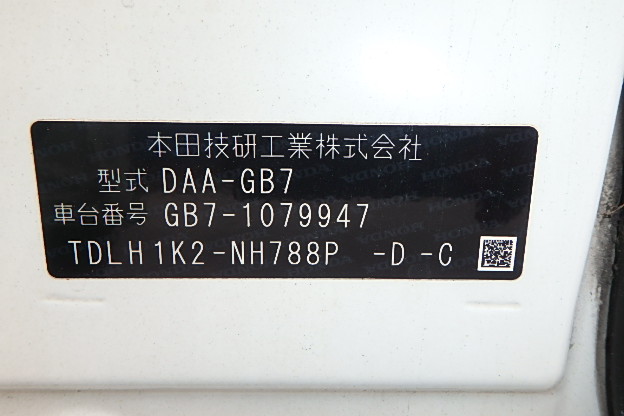 本田技研工業株式会社
型式 DAA-GB7
車台番号 GB7-1079947
TDLH1K2-NH788P -D -C